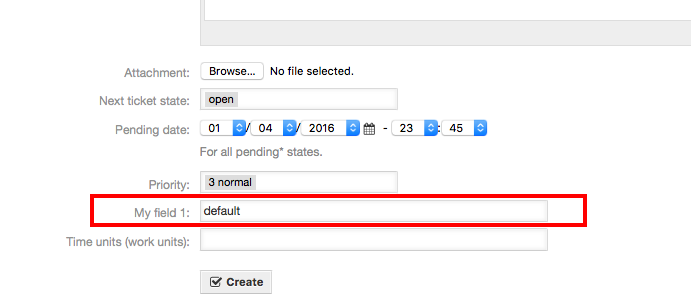 Attachment: Browse... No file selected.
Next ticket state: open
Pending date: 01 / 04 / 2016 - 23 : 45
For all pending* states.
Priority: 3 normal
My field 1: default
Time units (work units):
Create